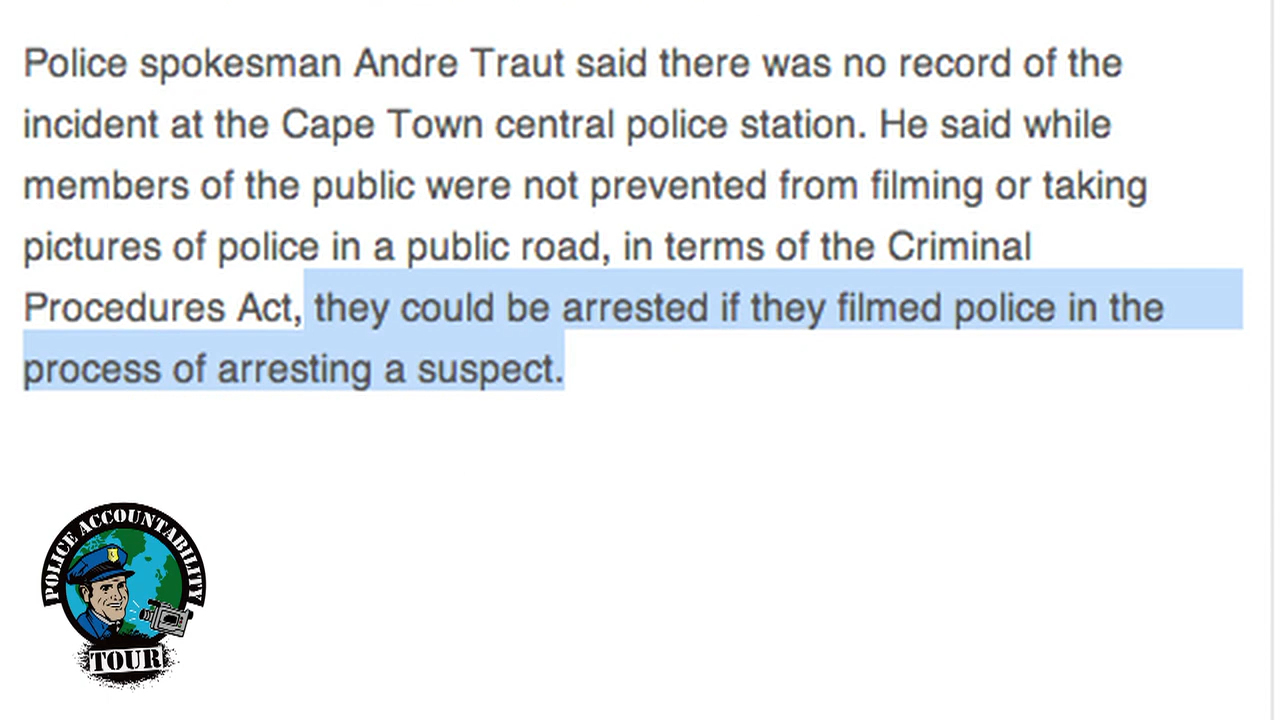 Police spokesman Andre Traut said there was no record of the
incident at the Cape Town central police station. He said while
members of the public were not prevented from filming or taking
pictures of police in a public road, in terms of the Criminal
Procedures Act, they could be arrested if they filmed police in the
process of arresting a suspect.
POLICE ACCOUNTABILITY
TOUR